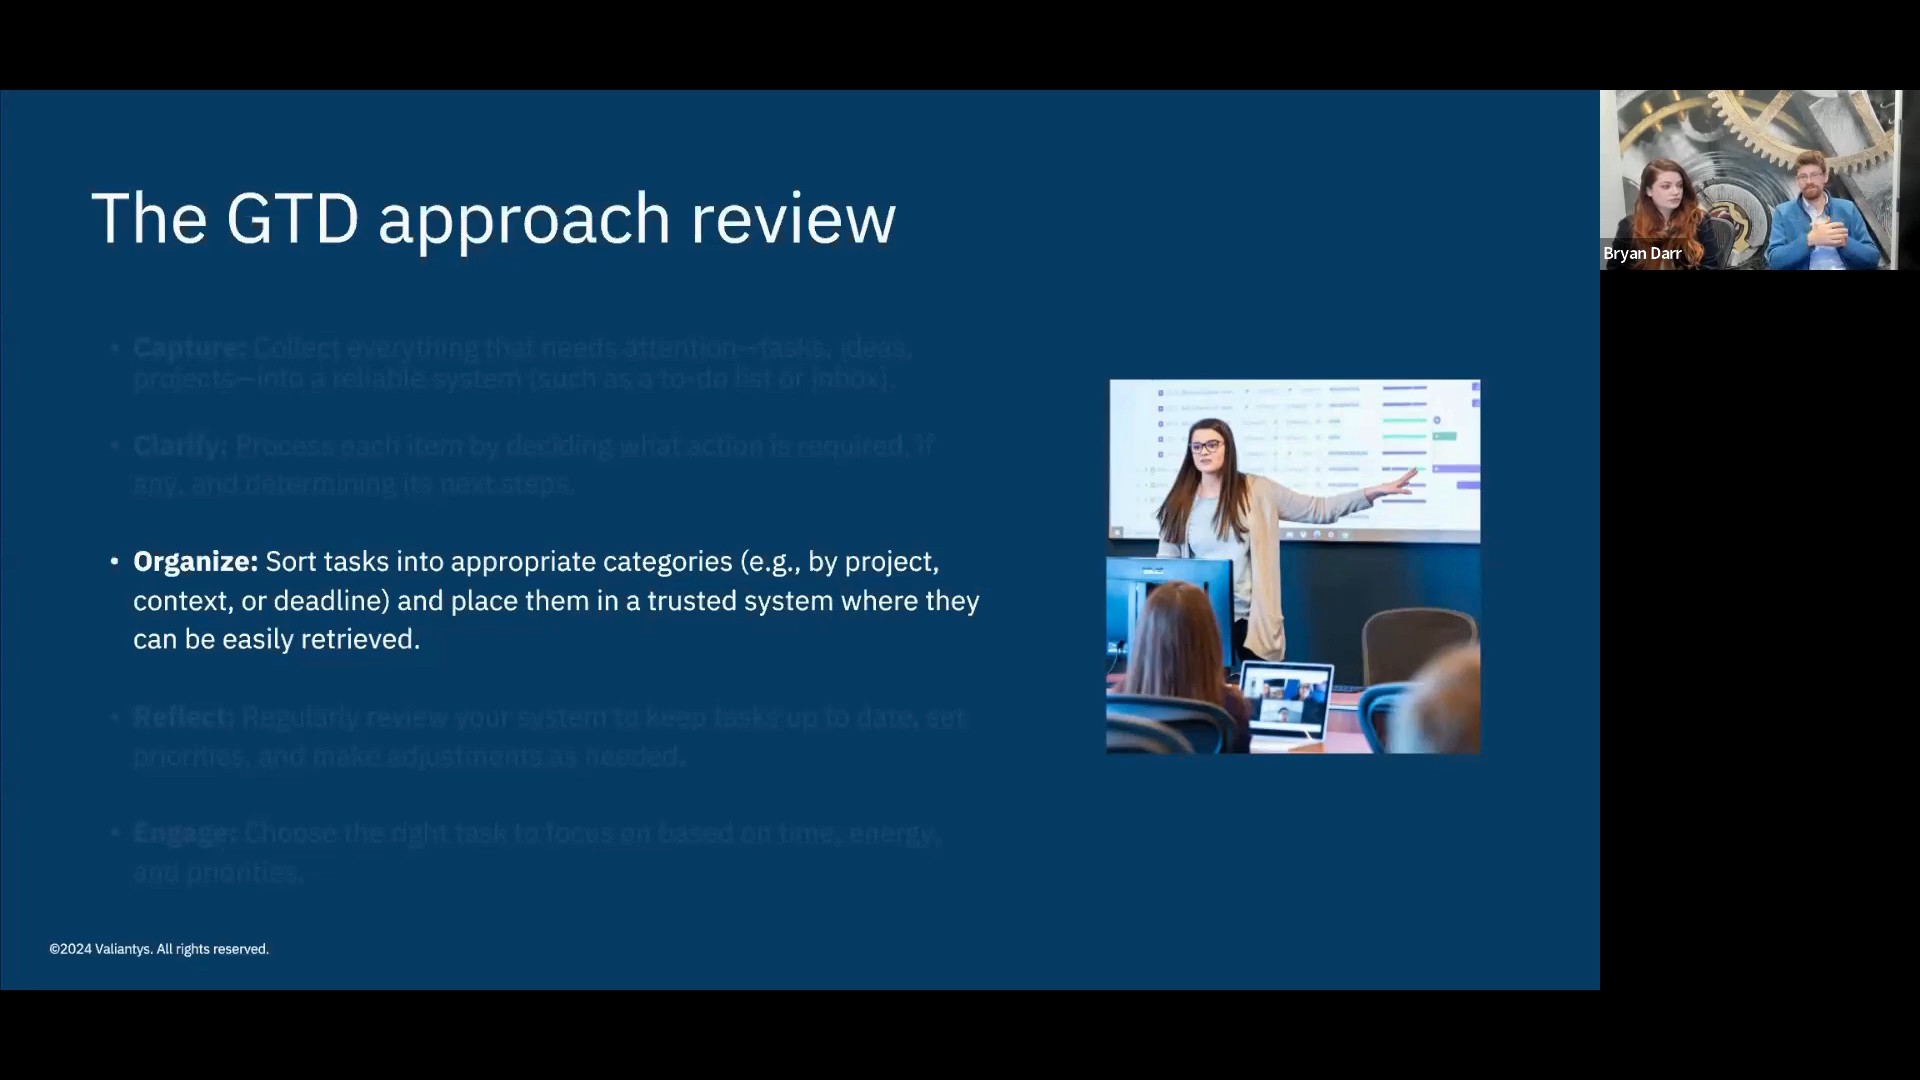 The GTD approach review
• Capture: Collect everything that needs attention—tasks, ideas,
projects—into a reliable system (such as a to-do list or inbox).
• Clarify: Process each item by deciding what action is required, if
any, and determining its next steps.
• Organize: Sort tasks into appropriate categories (e.g., by project,
context, or deadline) and place them in a trusted system where they
can be easily retrieved.
• Reflect: Regularly review your system to keep tasks up to date, set
priorities, and make adjustments as needed.
• Engage: Choose the right task to focus on based on time, energy,
and priorities.
©2024 Valiantys. All rights reserved.
Bryan Darr